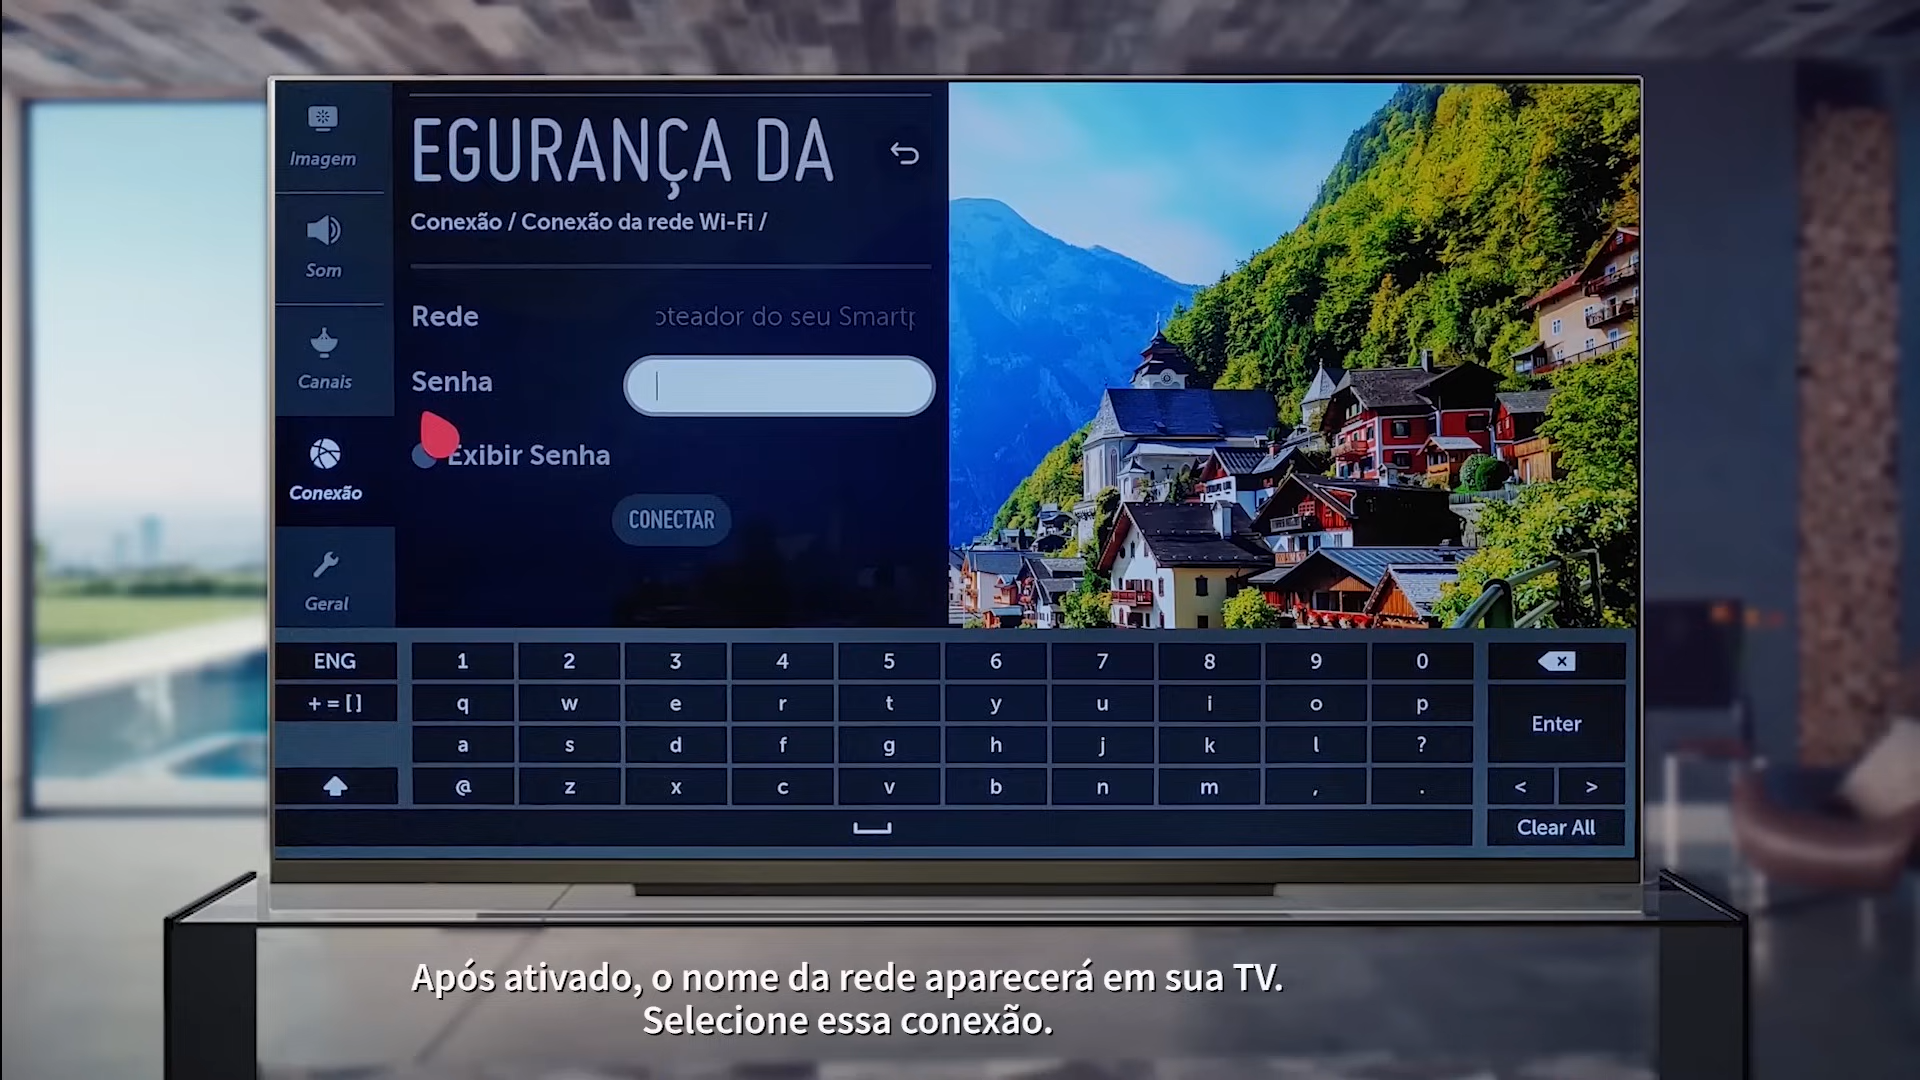 Imagem
Som
Canais
Conexão
Geral
EGURANÇA DA
Conexão / Conexão da rede Wi-Fi /
Rede oteador do seu Smartp
Senha
Exibir Senha
CONECTAR
ENG 1 2 3 4 5 6 7 8 9 0
+ = [ ] q w e r t y u i o p Enter
a s d f g h j k l ?
@ z x c v b n m , . < >
Clear All
Após ativado, o nome da rede aparecerá em sua TV.
Selecione essa conexão.